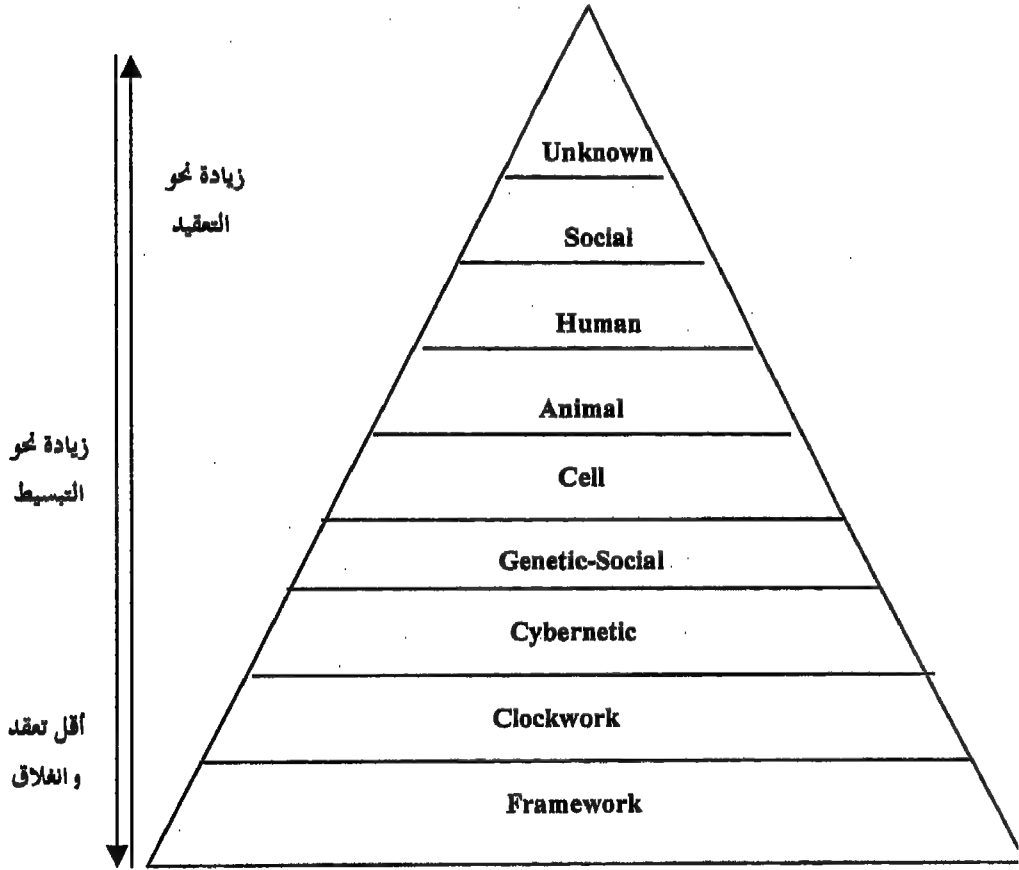 Unknown
زيادة نحو
التعقيد
Social
Human
Animal
زيادة نحو
التبسيط
Cell
Genetic-Social
Cybernetic
Clockwork
أقل تعقد
و انغلاق
Framework